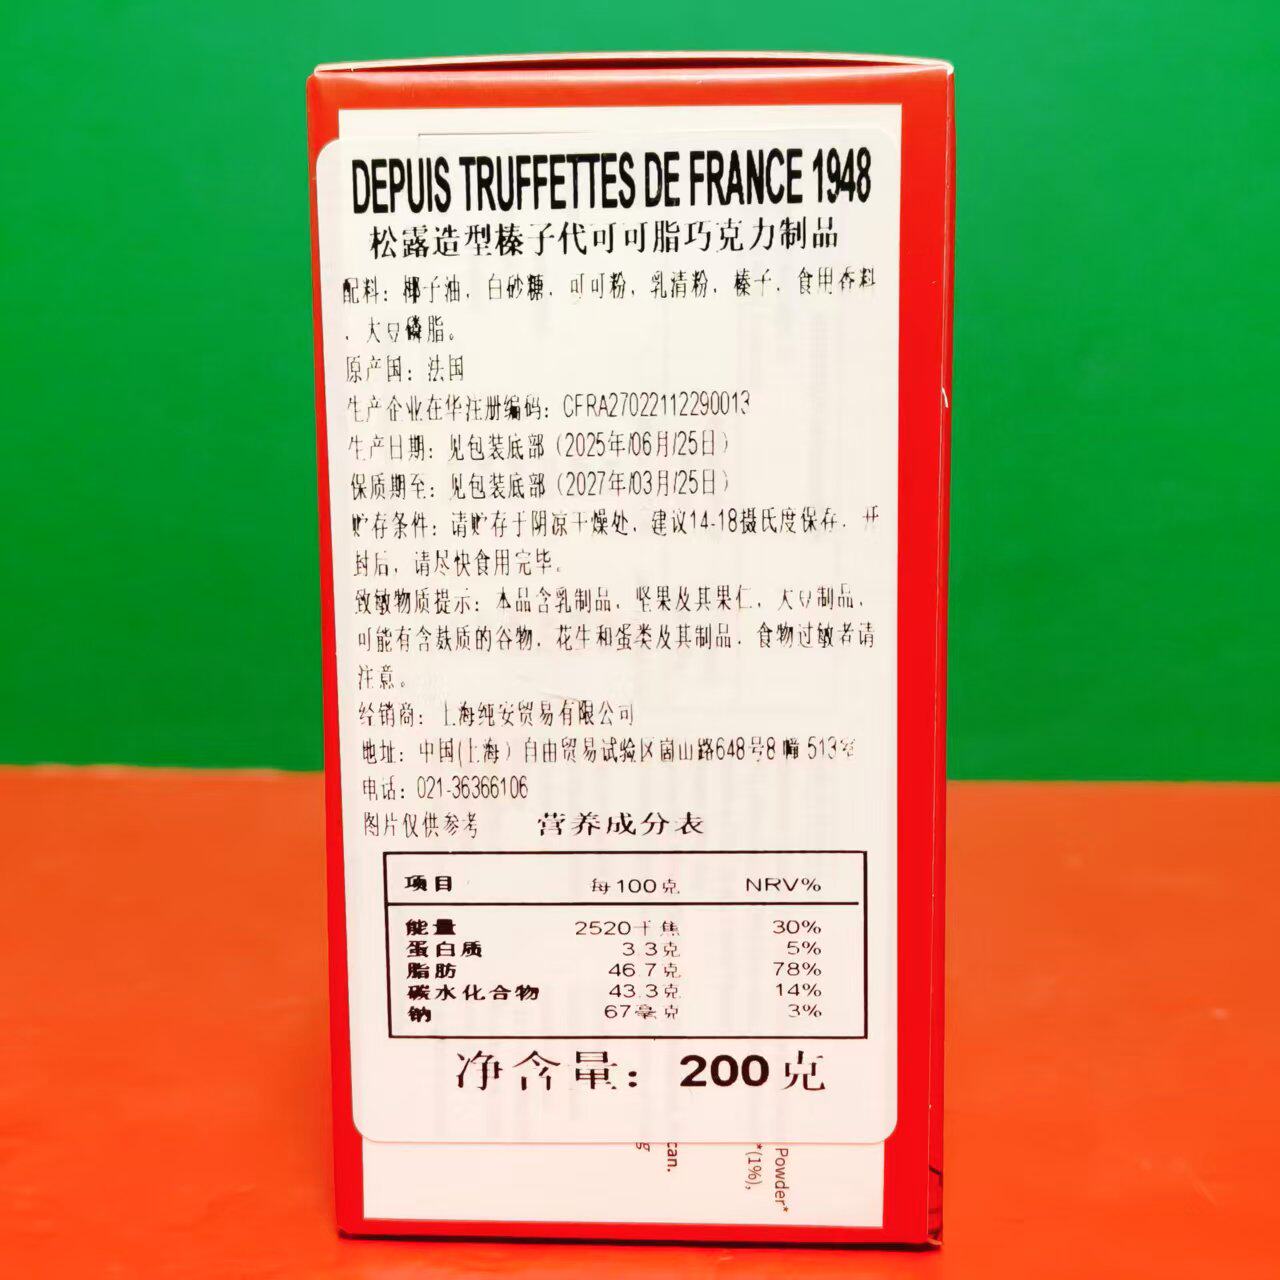 DEPUIS TRUFFETTES DE FRANCE 1948
松露造型榛子代可可脂巧克力制品
配料：椰子油、白砂糖、可可粉、乳清粉、榛子、食用香料
、大豆磷脂。
原产国：法国
生产企业在华注册编码：CFRA27022112290013
生产日期：见包装底部（2025年/06月/25日）
保质期至：见包装底部（2027年/03月/25日）
贮存条件：请贮存于阴凉干燥处，建议14-18摄氏度保存，开
封后，请尽快食用完毕。
致敏物质提示：本品含乳制品，坚果及其果仁，大豆制品，
可能有含麸质的谷物，花生和蛋类及其制品，食物过敏者请
注意。
经销商：上海纯安贸易有限公司
地址：中国(上海）自由贸易试验区崮山路648号8幢 513室
电话：021-36366106
图片仅供参考 营养成分表
项目 每100克 NRV%
能量 2520千焦 30%
蛋白质 3.3克 5%
脂肪 46.7克 78%
碳水化合物 43.3克 14%
钠 67毫克 3%
净含量：200克
can.
Powder*
*(1%),